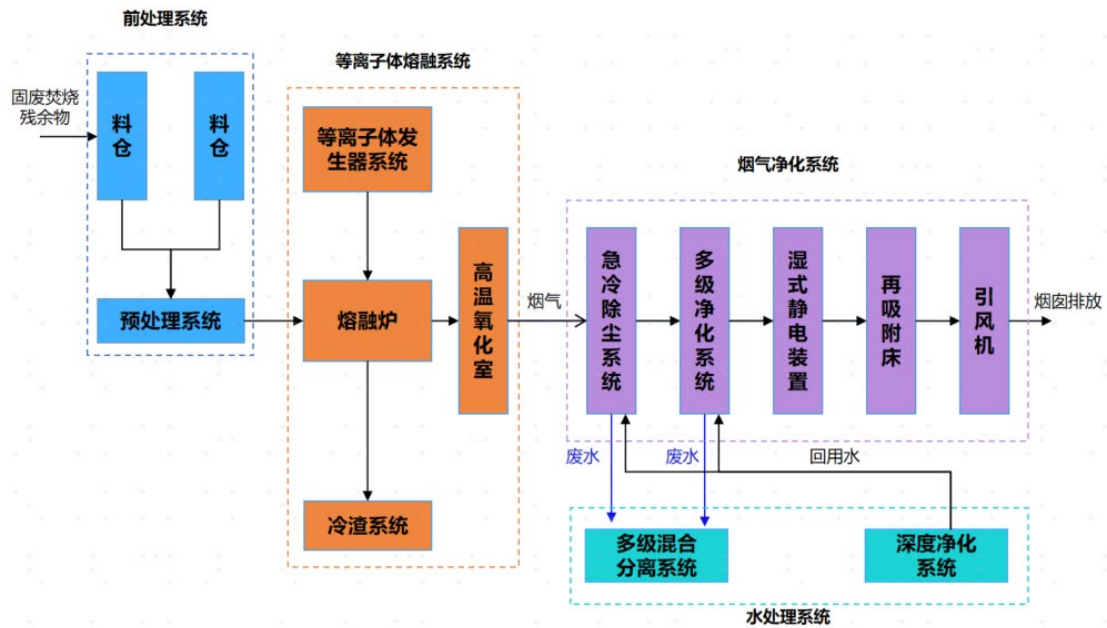 前处理系统
固废焚烧
残余物
料仓
料仓
预处理系统
等离子体熔融系统
等离子体发
生器系统
熔融炉
高温氧化室
冷渣系统
烟气
烟气净化系统
急冷除尘系统
多级净化系统
湿式静电装置
再吸附床
引风机
烟囱排放
废水
废水
回用水
多级混合
分离系统
深度净化
系统
水处理系统